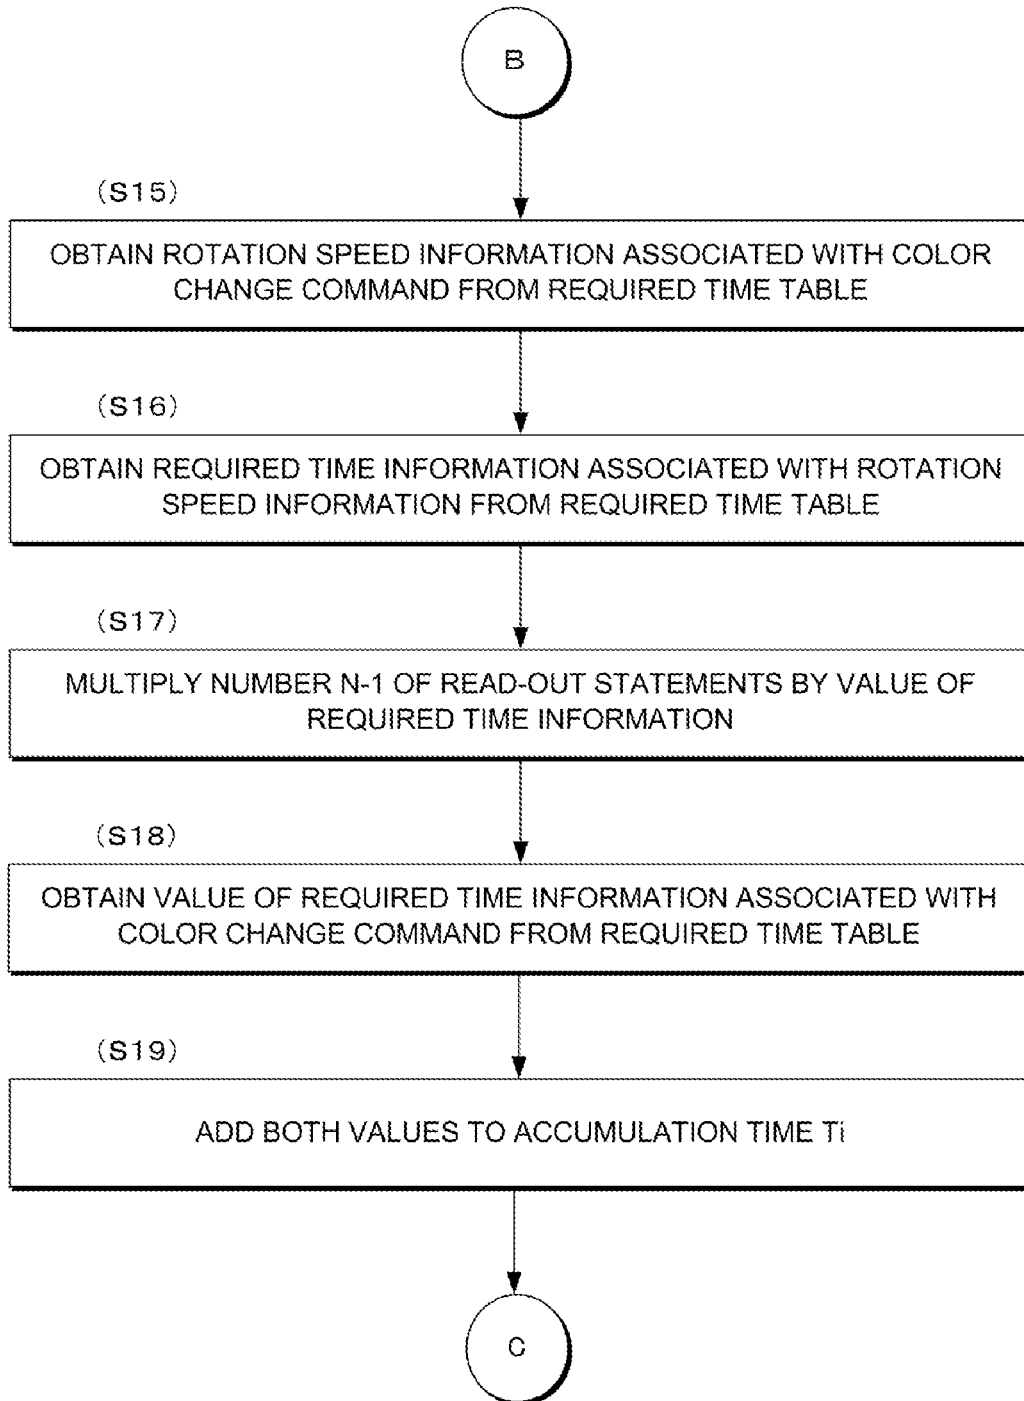 B
(S15)
OBTAIN ROTATION SPEED INFORMATION ASSOCIATED WITH COLOR
CHANGE COMMAND FROM REQUIRED TIME TABLE
(S16)
OBTAIN REQUIRED TIME INFORMATION ASSOCIATED WITH ROTATION
SPEED INFORMATION FROM REQUIRED TIME TABLE
(S17)
MULTIPLY NUMBER N-1 OF READ-OUT STATEMENTS BY VALUE OF
REQUIRED TIME INFORMATION
(S18)
OBTAIN VALUE OF REQUIRED TIME INFORMATION ASSOCIATED WITH
COLOR CHANGE COMMAND FROM REQUIRED TIME TABLE
(S19)
ADD BOTH VALUES TO ACCUMULATION TIME Ti
C